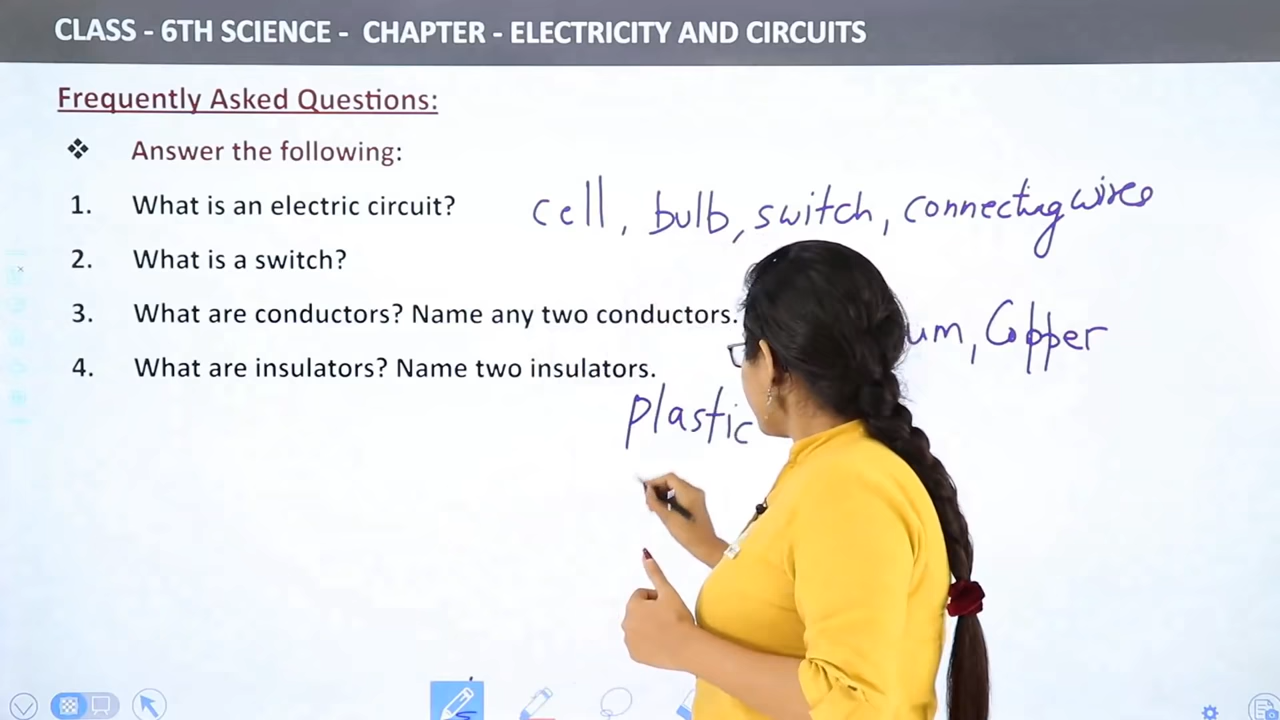 CLASS - 6TH SCIENCE - CHAPTER - ELECTRICITY AND CIRCUITS
Frequently Asked Questions:
❖ Answer the following:
1. What is an electric circuit? cell, bulb, switch, connecting wires
2. What is a switch?
3. What are conductors? Name any two conductors.
um, Copper
4. What are insulators? Name two insulators.
plastic